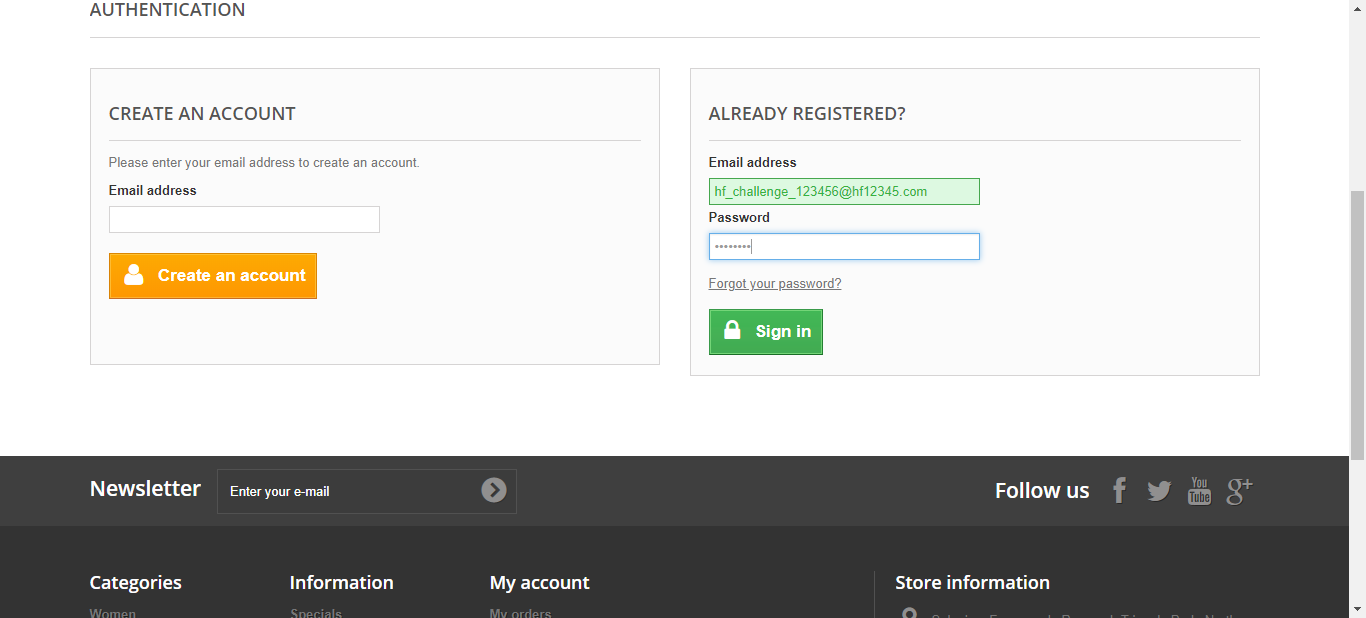 AUTHENTICATION
CREATE AN ACCOUNT
Please enter your email address to create an account.
Email address
Create an account
ALREADY REGISTERED?
Email address
hf_challenge_123456@hf12345.com
Password
••••••••
Forgot your password?
Sign in
Newsletter
Enter your e-mail
Follow us
You
Tube
g+
Categories
Information
My account
Store information
Women
Specials
My orders